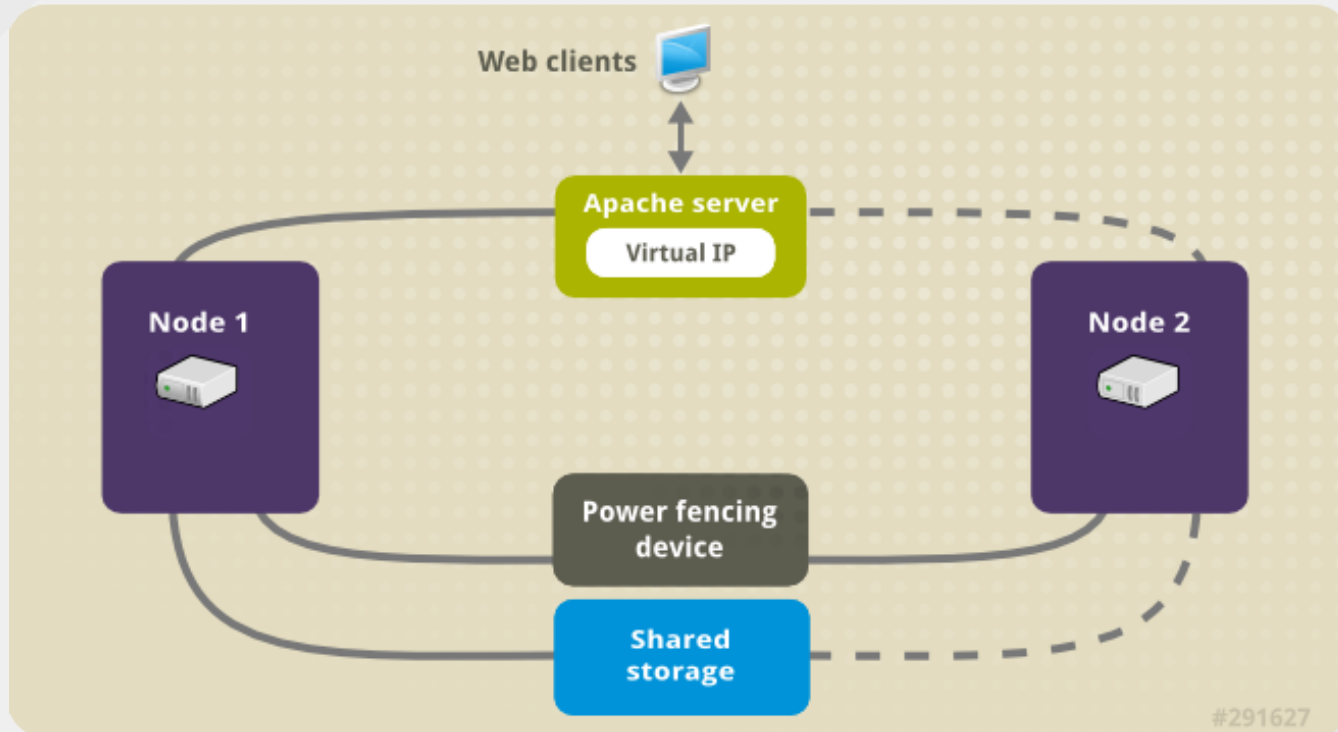 Web clients
Apache server
Virtual IP
Node 1
Node 2
Power fencing
device
Shared
storage
#291627